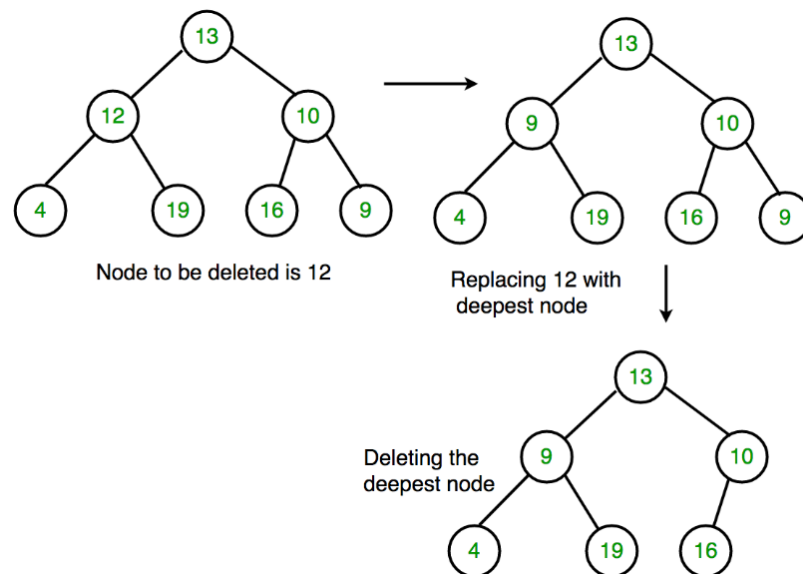 13
12 10
4 19 16 9
Node to be deleted is 12
13
9 10
4 19 16 9
Replacing 12 with
deepest node
13
9 10
Deleting the
deepest node
4 19 16